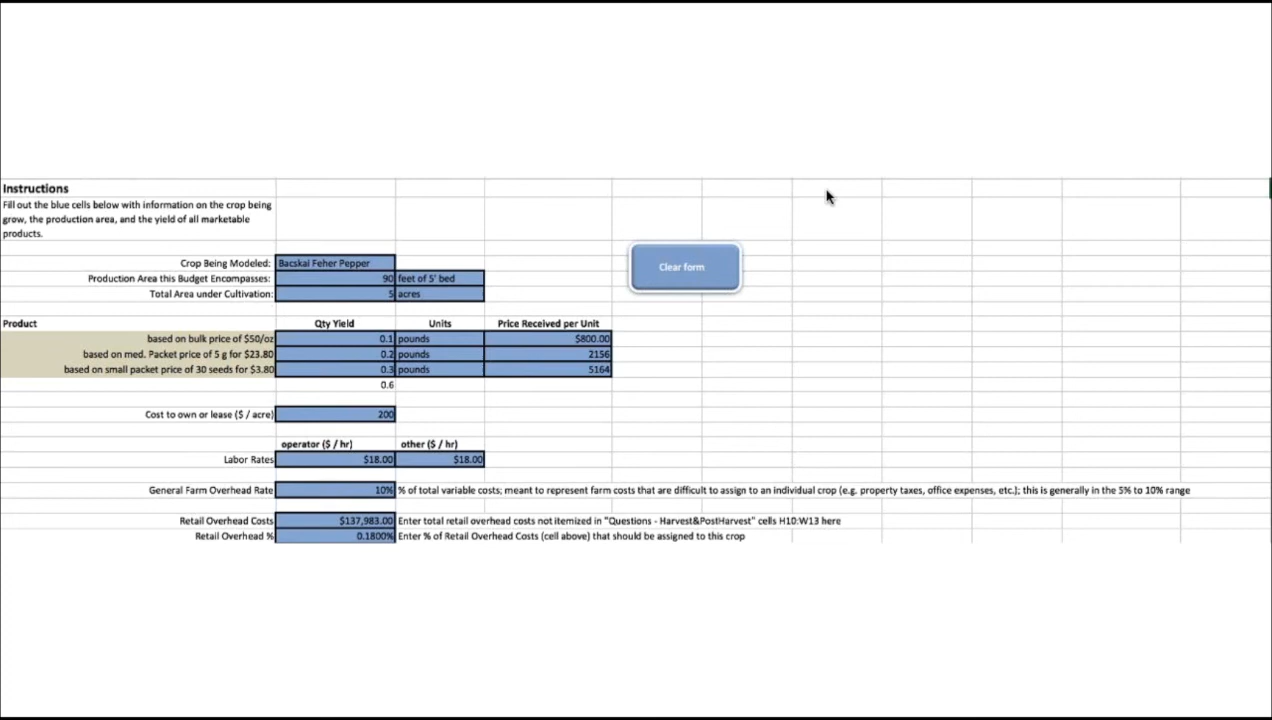 Instructions
Fill out the blue cells below with information on the crop being
grow, the production area, and the yield of all marketable
products.
Crop Being Modeled: Bacskai Feher Pepper
Clear form
Production Area this Budget Encompasses: 90 feet of 5' bed
Total Area under Cultivation: 5 acres
Product Qty Yield Units Price Received per Unit
based on bulk price of $50/oz 0.1 pounds $800.00
based on med. Packet price of 5 g for $23.80 0.2 pounds 2156
based on small packet price of 30 seeds for $3.80 0.3 pounds 5164
0.6
Cost to own or lease ($ / acre) 200
operator ($ / hr) other ($ / hr)
Labor Rates $18.00 $18.00
General Farm Overhead Rate 10% % of total variable costs; meant to represent farm costs that are difficult to assign to an individual crop (e.g. property taxes, office expenses, etc.); this is generally in the 5% to 10% range
Retail Overhead Costs $137,983.00 Enter total retail overhead costs not itemized in "Questions - Harvest&PostHarvest" cells H10:W13 here
Retail Overhead % 0.1800% Enter % of Retail Overhead Costs (cell above) that should be assigned to this crop